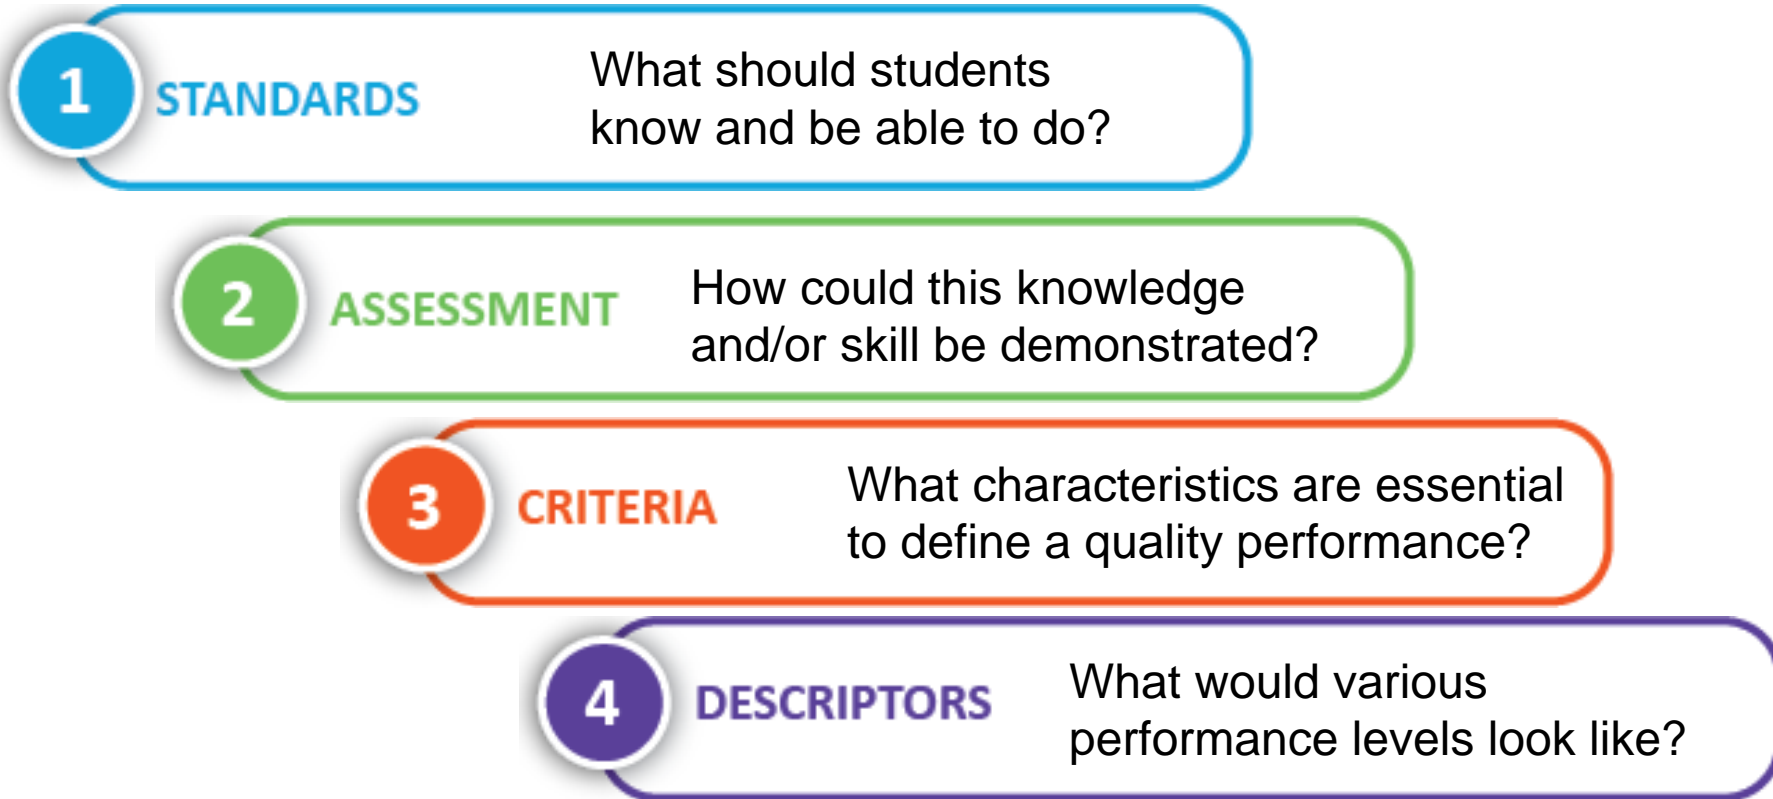 1
STANDARDS
What should students
know and be able to do?
2
ASSESSMENT
How could this knowledge
and/or skill be demonstrated?
3
CRITERIA
What characteristics are essential
to define a quality performance?
4
DESCRIPTORS
What would various
performance levels look like?